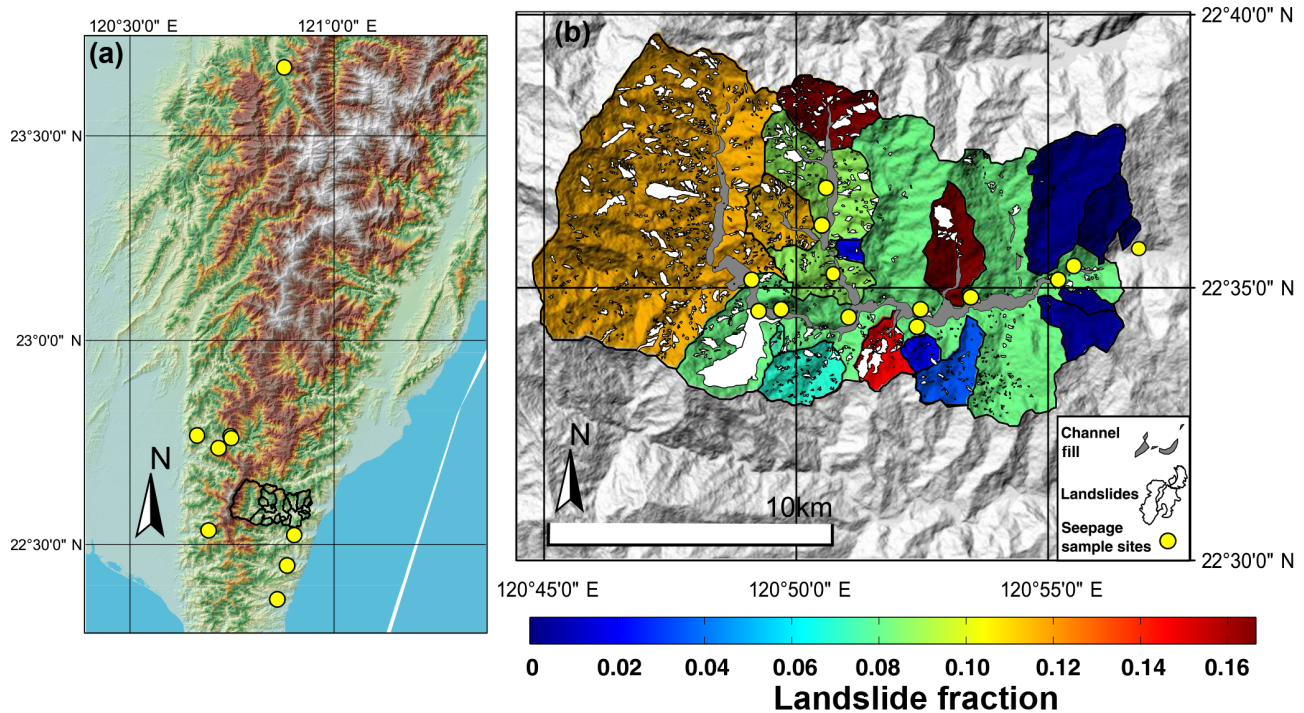 120°30'0" E
121°0'0" E
(a)
23°30'0" N
23°0'0" N
22°30'0" N
N
(b)
22°40'0" N
22°35'0" N
22°30'0" N
N
10km
Channel
fill
Landslides
Seepage
sample sites
120°45'0" E
120°50'0" E
120°55'0" E
0 0.02 0.04 0.06 0.08 0.10 0.12 0.14 0.16
Landslide fraction